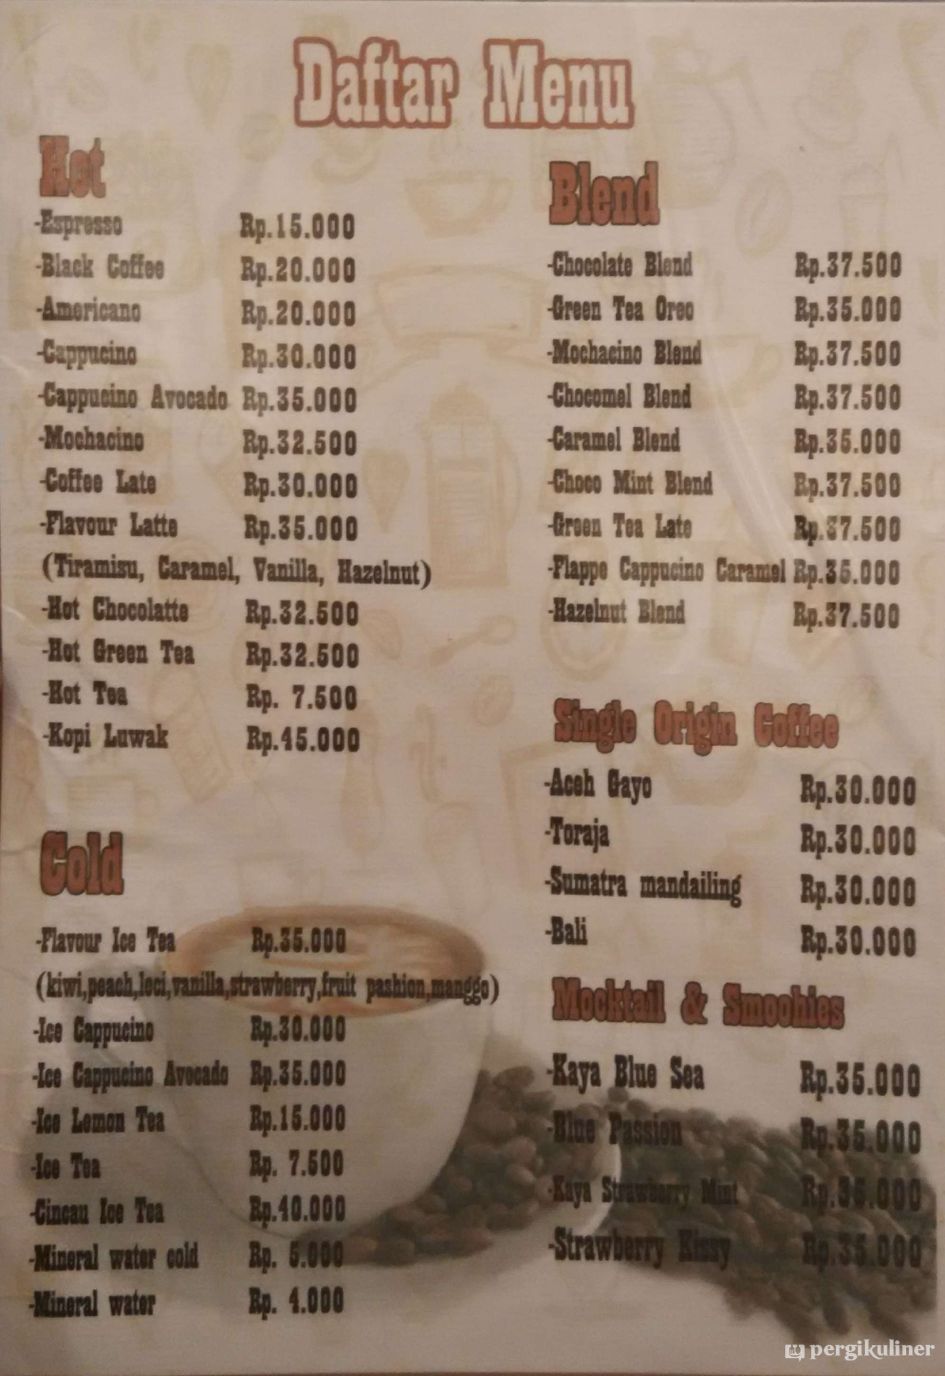 Daftar Menu
Hot
-Espresso Rp.15.000
-Black Coffee Rp.20.000
-Americano Rp.20.000
-Cappucino Rp.30.000
-Cappucino Avocado Rp.35.000
-Mochacino Rp.32.500
-Coffee Late Rp.30.000
-Flavour Latte Rp.35.000
(Tiramisu, Caramel, Vanilla, Hazelnut)
-Hot Chocolatte Rp.32.500
-Hot Green Tea Rp.32.500
-Hot Tea Rp. 7.500
-Kopi Luwak Rp.45.000
Cold
-Flavour Ice Tea Rp.35.000
(kiwi,peach,leci,vanilla,strawberry,fruit pashion,manggo)
-Ice Cappucino Rp.30.000
-Ice Cappucino Avocado Rp.35.000
-Ice Lemon Tea Rp.15.000
-Ice Tea Rp. 7.500
-Cincau Ice Tea Rp.40.000
-Mineral water cold Rp. 5.000
-Mineral water Rp. 4.000
Blend
-Chocolate Blend Rp.37.500
-Green Tea Oreo Rp.35.000
-Mochacino Blend Rp.37.500
-Chocomel Blend Rp.37.500
-Caramel Blend Rp.35.000
-Choco Mint Blend Rp.37.500
-Green Tea Late Rp.37.500
-Flappe Cappucino Caramel Rp.35.000
-Hazelnut Blend Rp.37.500
Single Origin Coffee
-Aceh Gayo Rp.30.000
-Toraja Rp.30.000
-Sumatra mandailing Rp.30.000
-Bali Rp.30.000
Mocktail & Smoohies
-Kaya Blue Sea Rp.35.000
-Blue Passion Rp.35.000
-Kaya Strawberry Mint Rp.35.000
-Strawberry Kissy Rp.35.000
pergikuliner